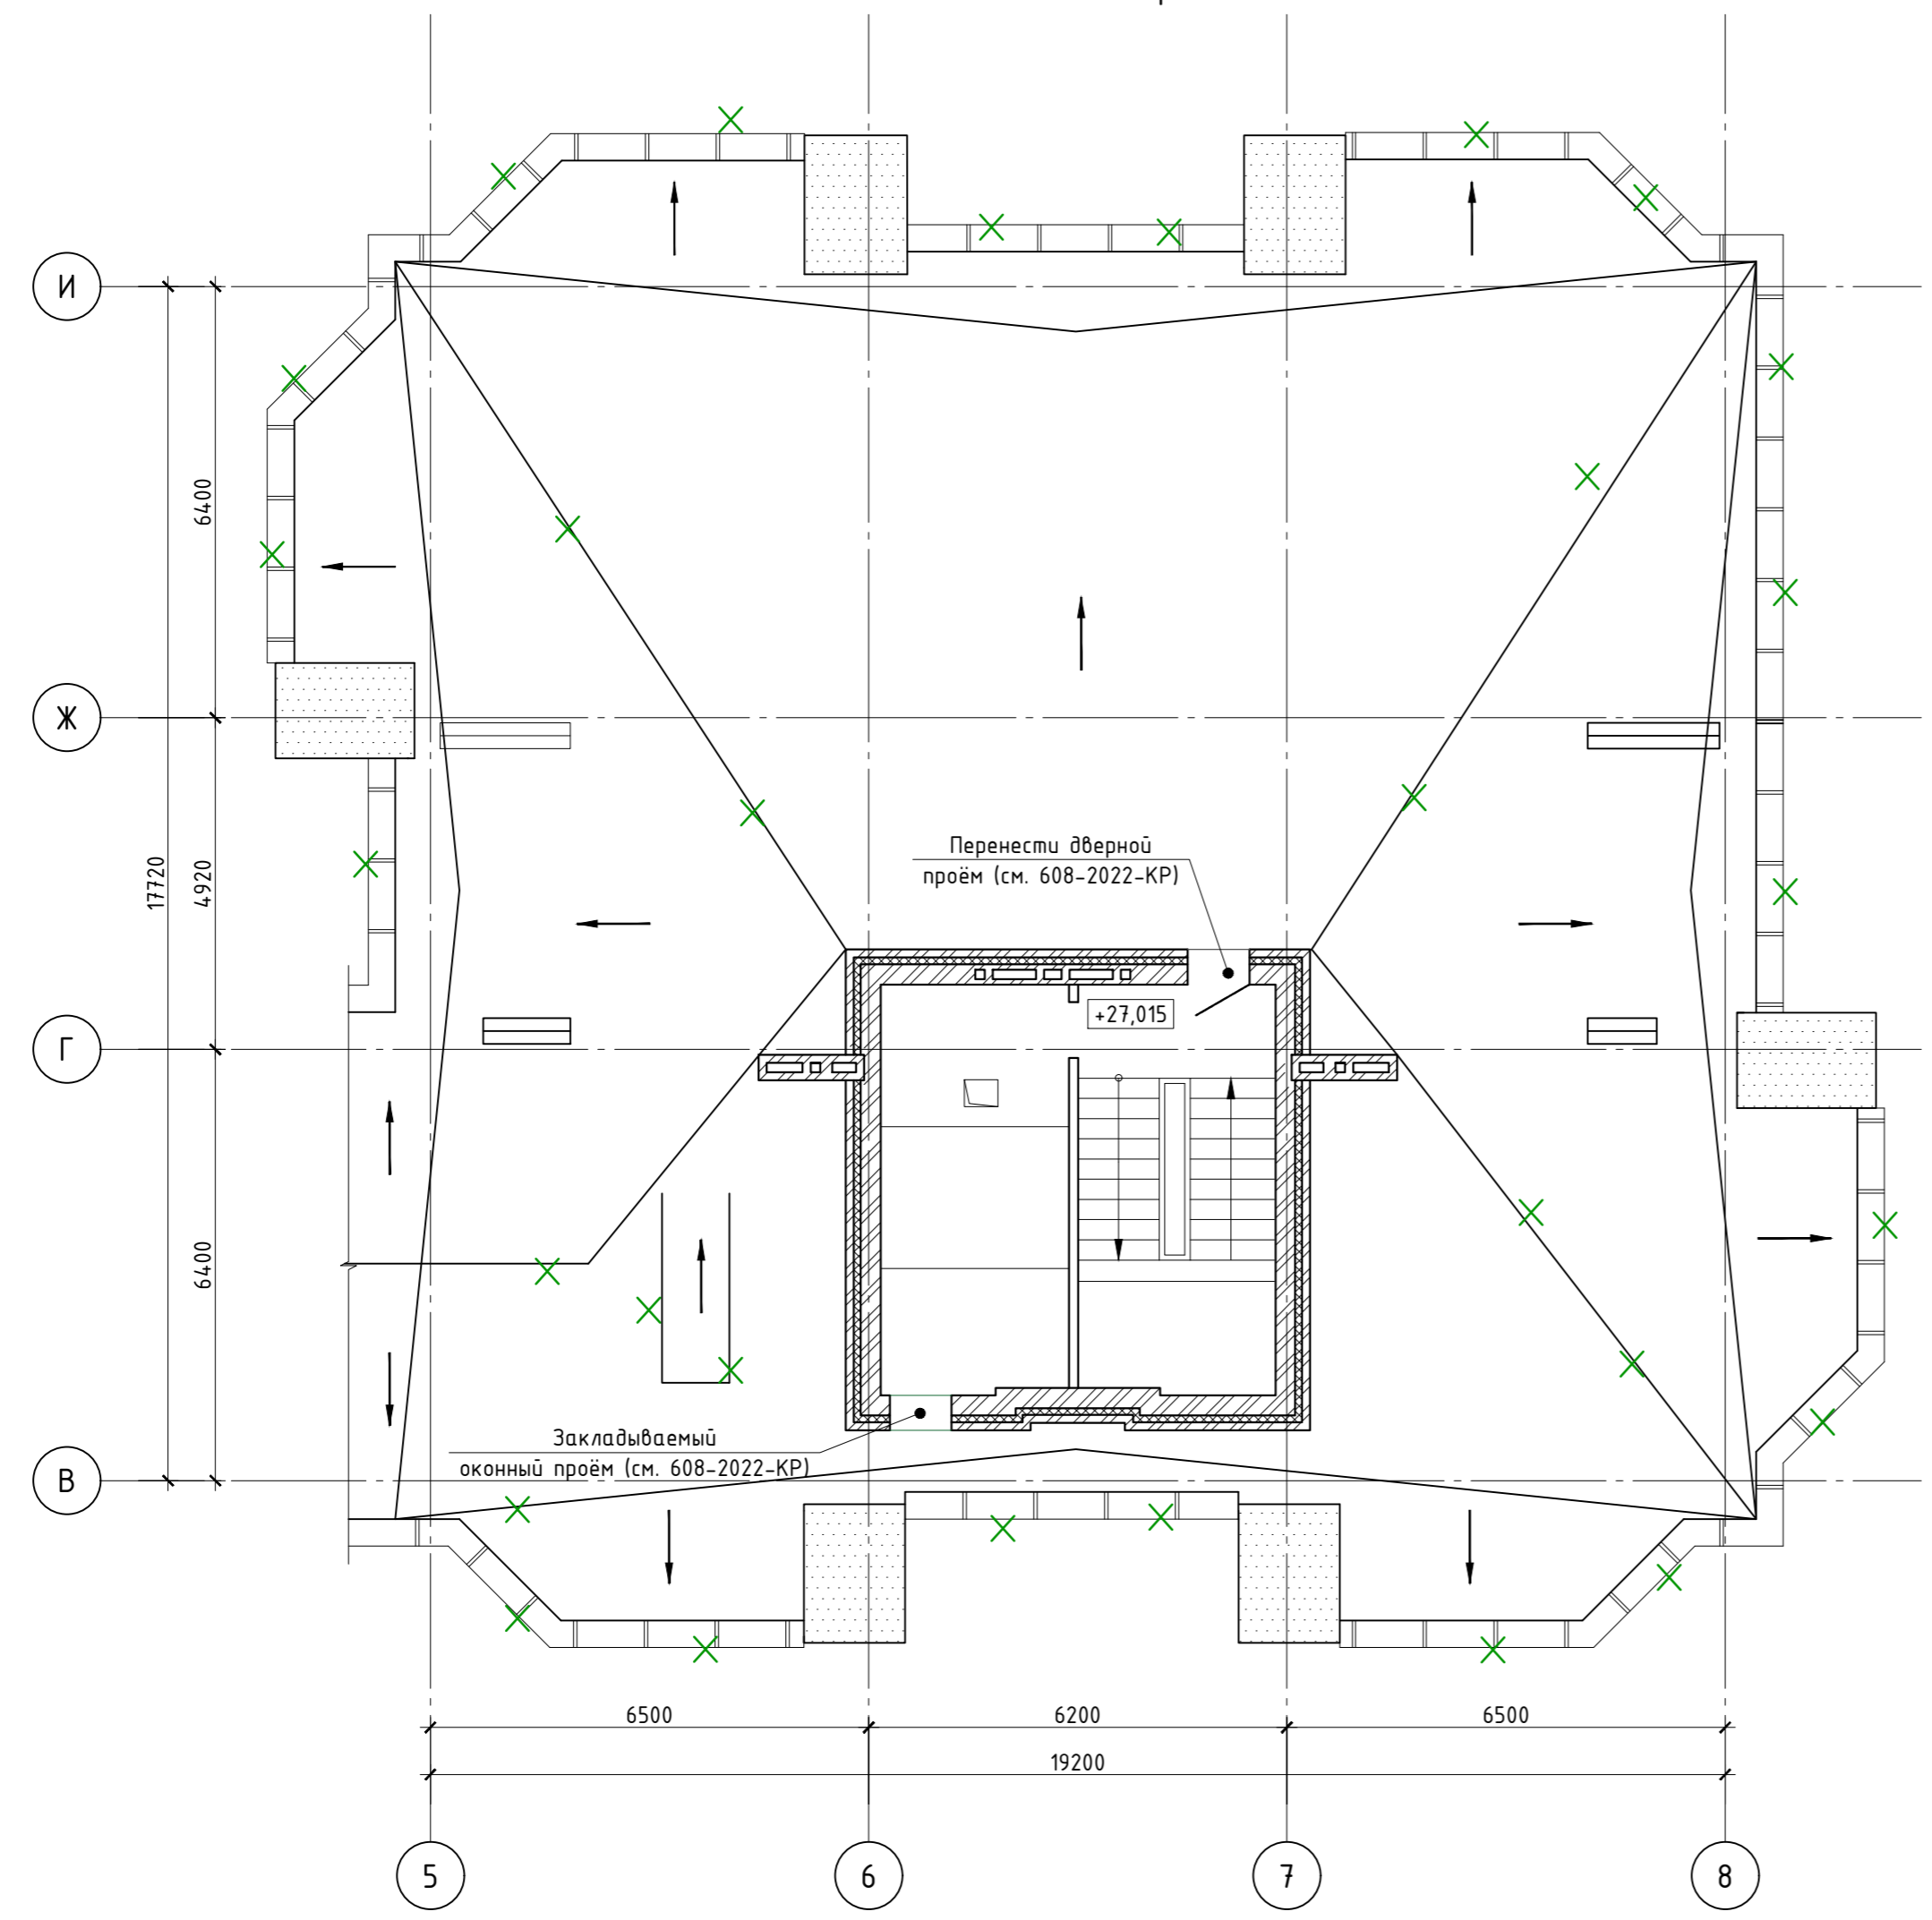 И
Ж
Г
В
6400
4920
6400
17720
Перенести дверной
проём (см. 608-2022-КР)
+27,015
Закладываемый
оконный проём (см. 608-2022-КР)
6500
6200
6500
19200
5
6
7
8